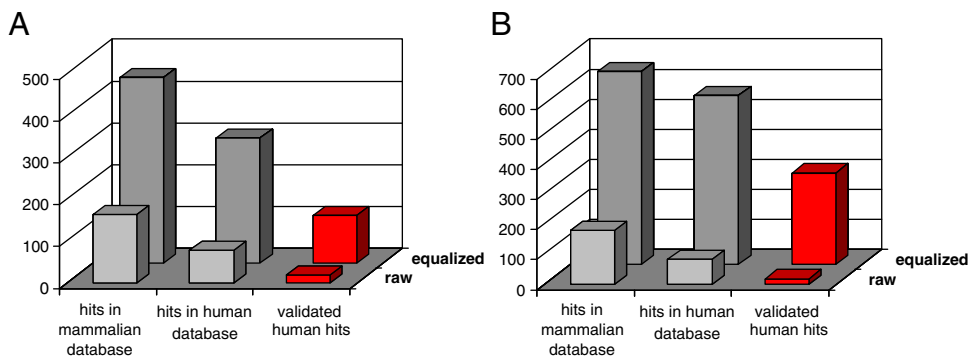 A
500
400
300
200
100
0
hits in
mammalian
database
hits in human
database
validated
human hits
equalized
raw
B
700
600
500
400
300
200
100
0
hits in
mammalian
database
hits in human
database
validated
human hits
equalized
raw